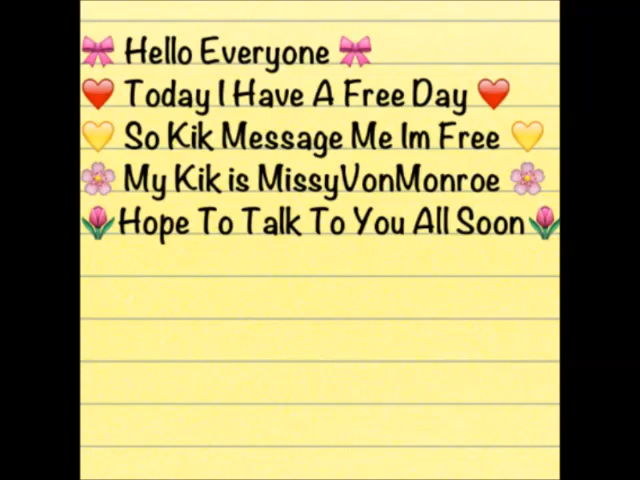 🎀 Hello Everyone 🎀
❤️ Today I Have A Free Day ❤️
💛 So Kik Message Me Im Free 💛
🌸 My Kik is MissyVonMonroe 🌸
🌷Hope To Talk To You All Soon🌷